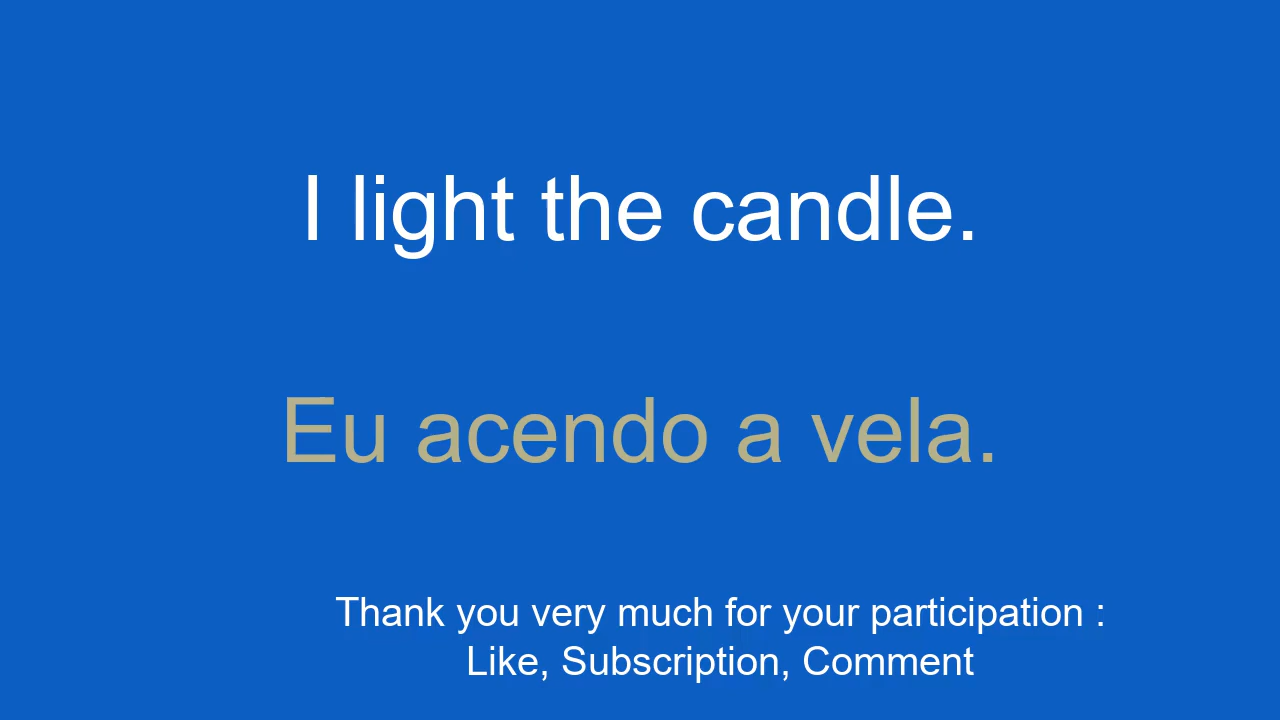 I light the candle.
Eu acendo a vela.
Thank you very much for your participation :
Like, Subscription, Comment